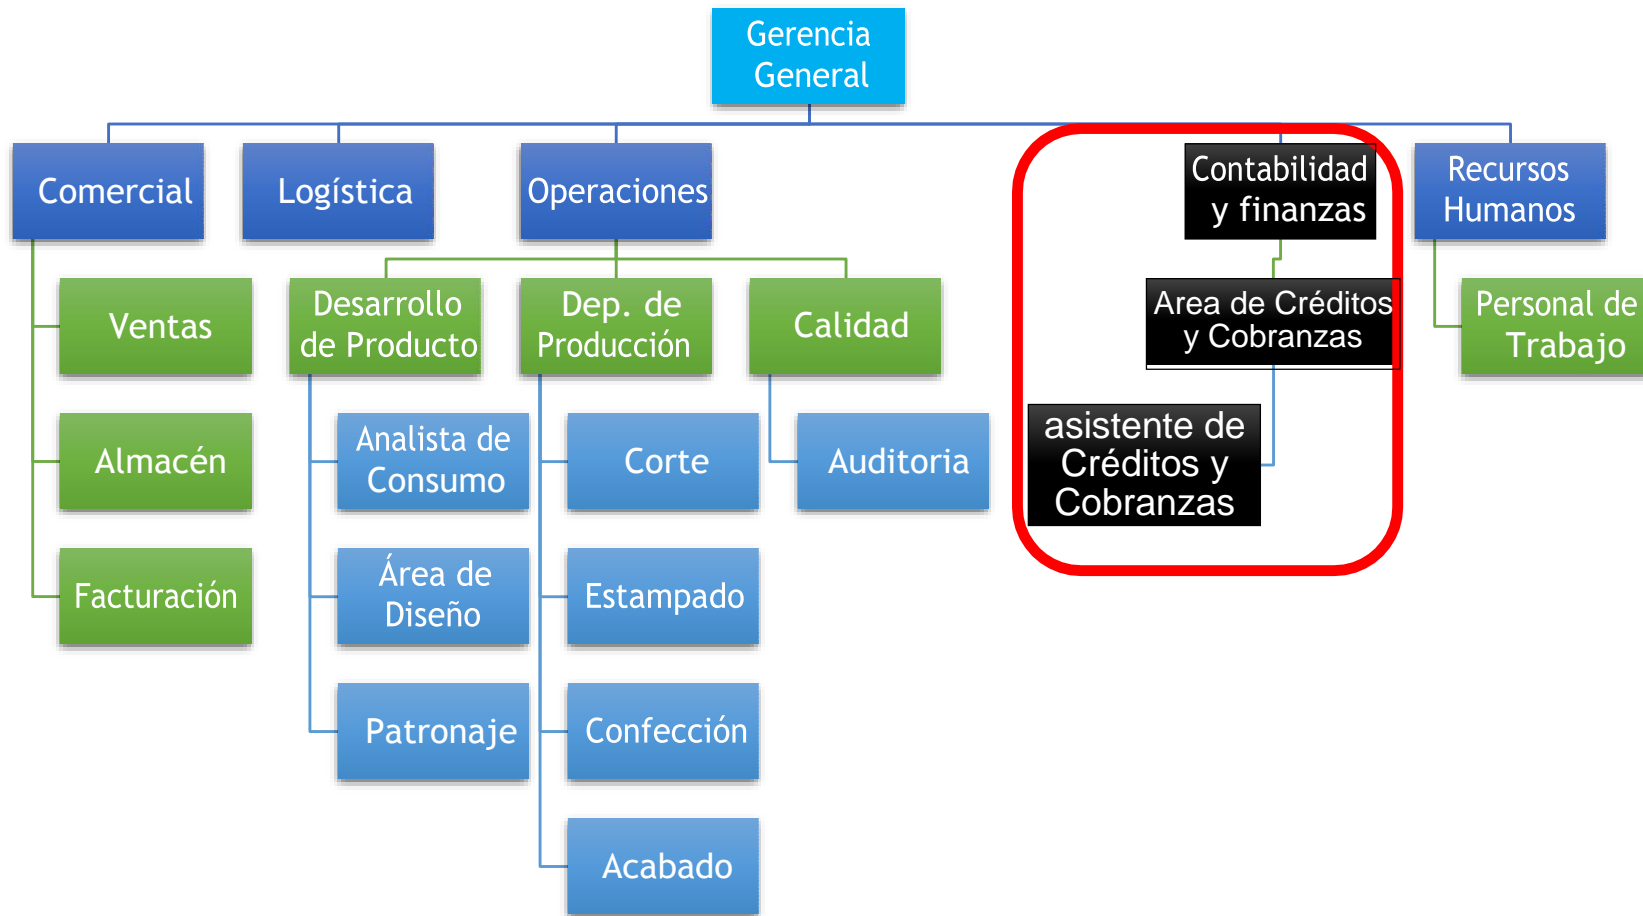 Gerencia
General
Comercial
Logística
Operaciones
Contabilidad
y finanzas
Recursos
Humanos
Ventas
Desarrollo
de Producto
Dep. de
Producción
Calidad
Area de Créditos
y Cobranzas
Personal de
Trabajo
Almacén
Analista de
Consumo
Corte
Auditoria
asistente de
Créditos y
Cobranzas
Facturación
Área de
Diseño
Estampado
Patronaje
Confección
Acabado